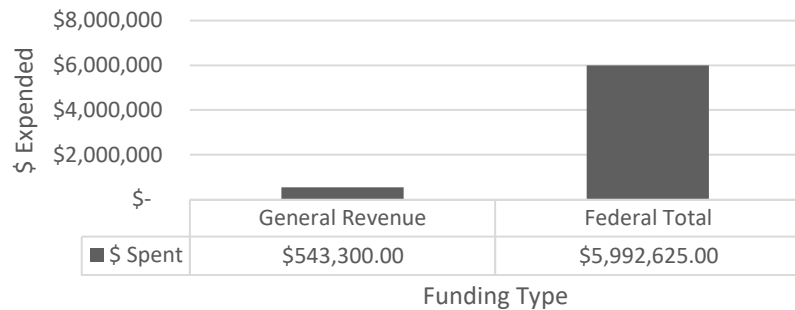 $8,000,000
$6,000,000
$4,000,000
$2,000,000
$-
$ Expended
General Revenue Federal Total
$ Spent $543,300.00 $5,992,625.00
Funding Type